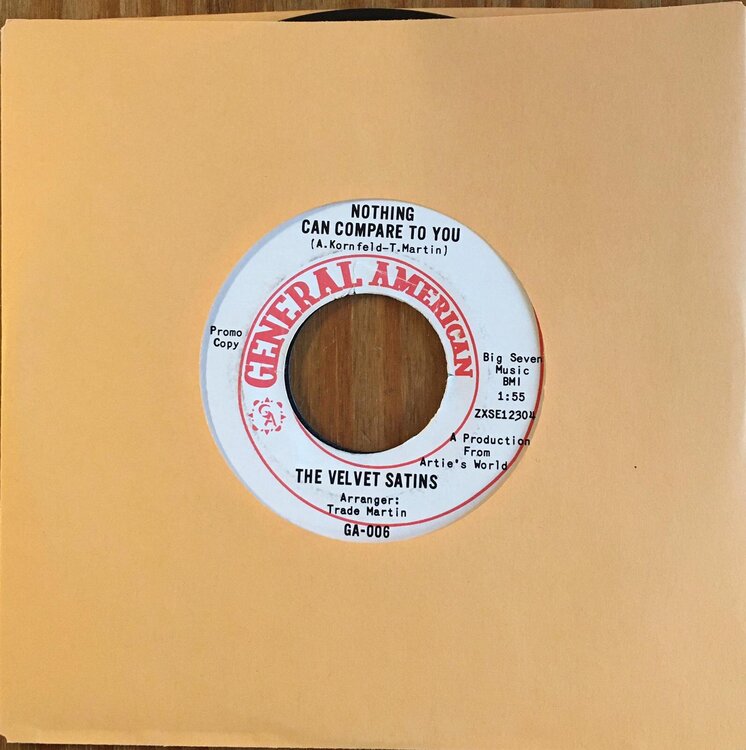 NOTHING
CAN COMPARE TO YOU
(A.Kornfeld-T.Martin)
GENERAL AMERICAN
Promo
Copy
Big Seven
Music
BMI
1:55
ZXSE12304
GA
A Production
From
Artie's World
THE VELVET SATINS
Arranger:
Trade Martin
GA-006